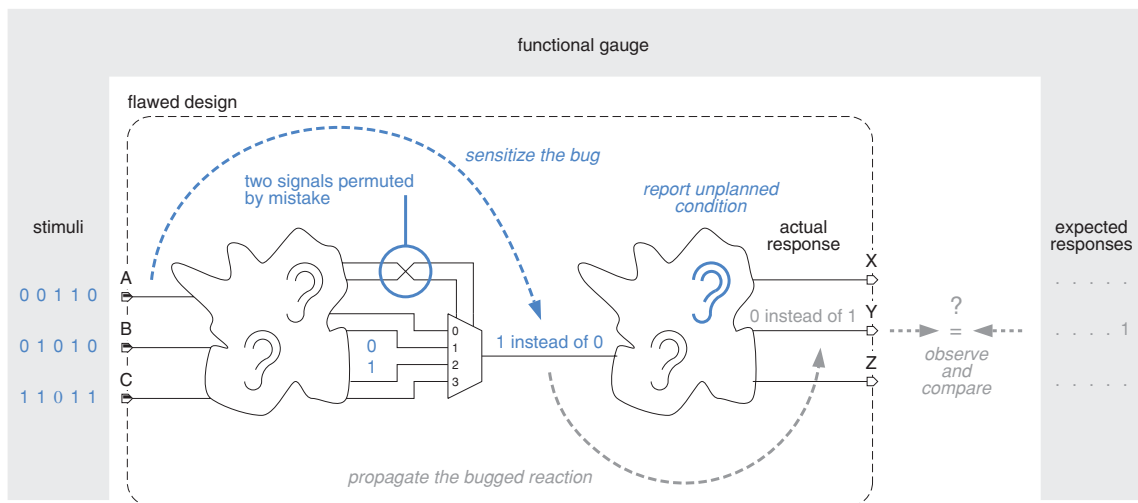 functional gauge
flawed design
sensitize the bug
two signals permuted
by mistake
report unplanned
condition
stimuli
actual
response
expected
responses
A
X
0 0 1 1 0
. . . . .
B
0
0 instead of 1
Y
?
0 1 0 1 0
0
1
1 instead of 0
=
. . . . 1
1
2
observe
and
compare
C
3
Z
1 1 0 1 1
. . . . .
propagate the bugged reaction